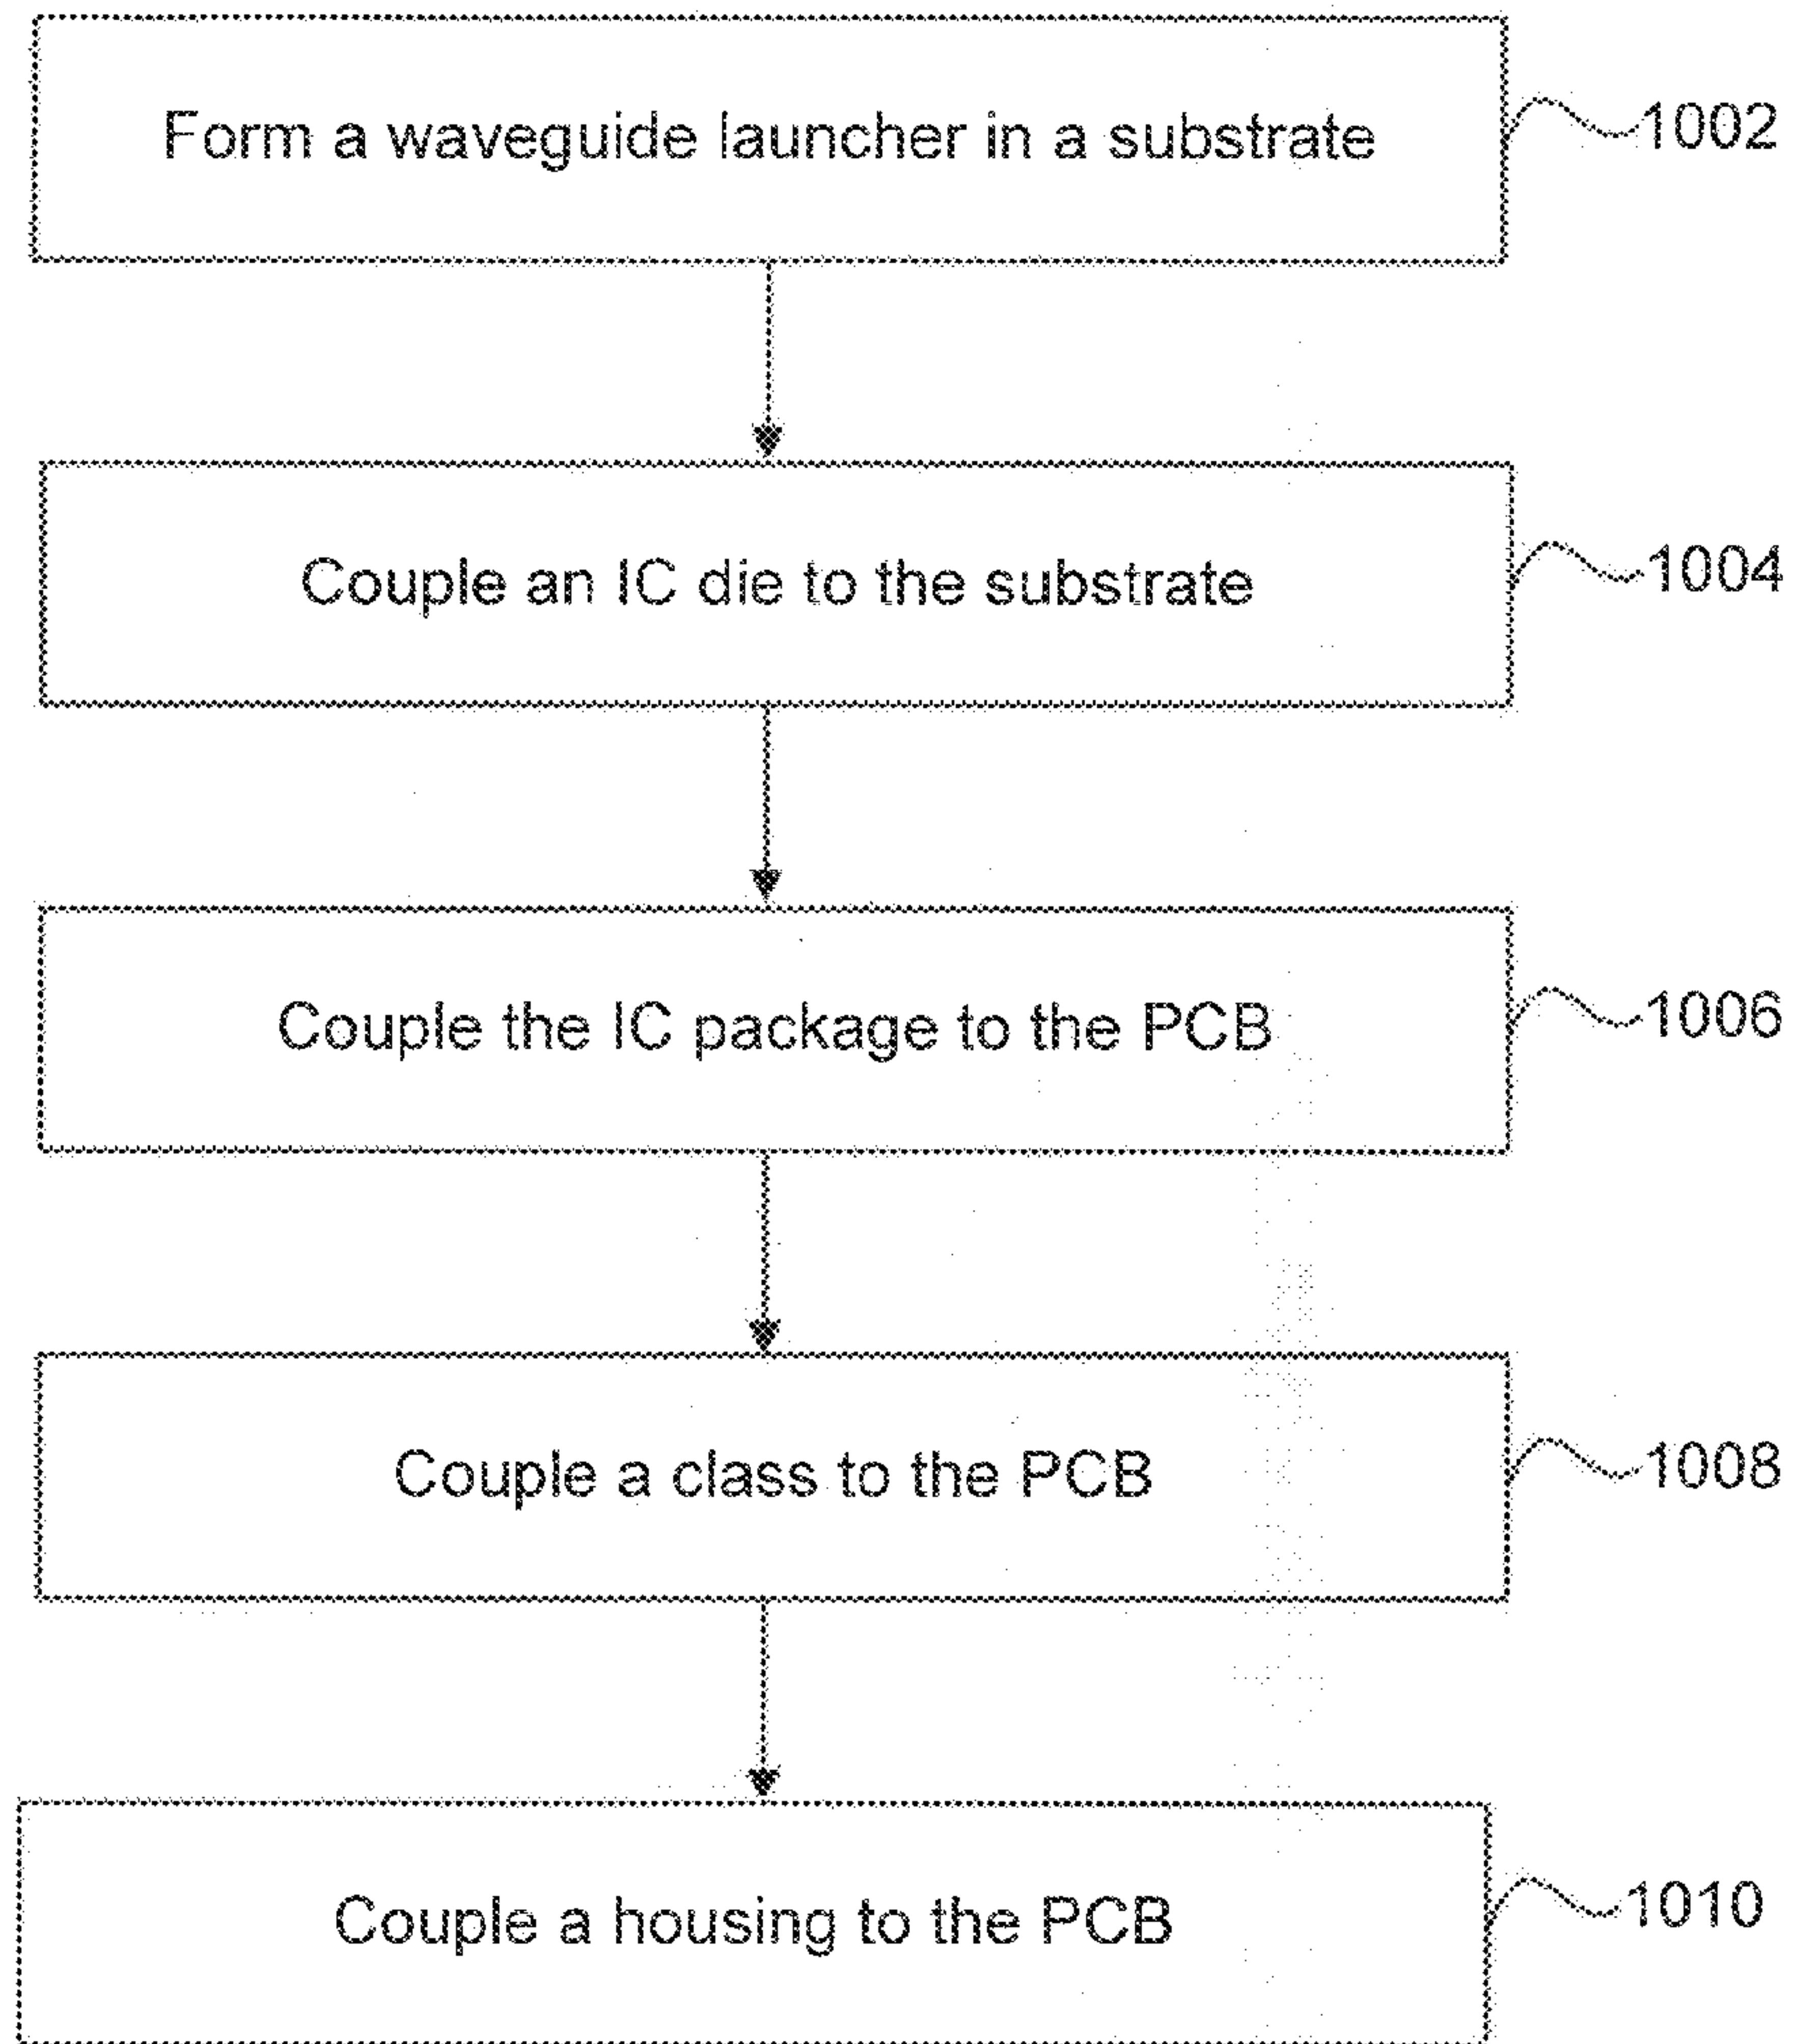 Form a waveguide launcher in a substrate
1002
Couple an IC die to the substrate
1004
Couple the IC package to the PCB
1006
Couple a class to the PCB
1008
Couple a housing to the PCB
1010